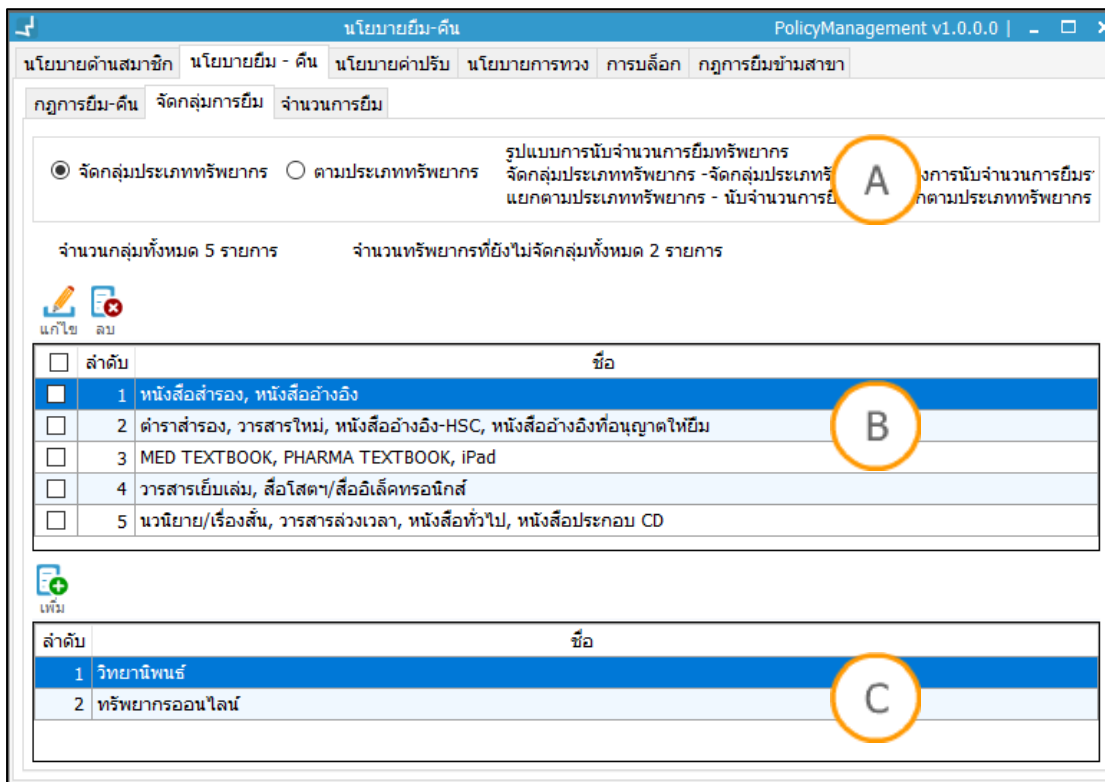 นโยบายยืม-คืน PolicyManagement v1.0.0.0 |
นโยบายด้านสมาชิก นโยบายยืม - คืน นโยบายค่าปรับ นโยบายการทวง การบล็อก กฎการยืมข้ามสาขา
กฎการยืม-คืน จัดกลุ่มการยืม จำนวนการยืม
รูปแบบการนับจำนวนการยืมทรัพยากร
จัดกลุ่มประเภททรัพยากร ตามประเภททรัพยากร
จัดกลุ่มประเภททรัพยากร -จัดกลุ่มประเภท A การนับจำนวนการยืม
แยกตามประเภททรัพยากร - นับจำนวนการ ตามประเภททรัพยากร
จำนวนกลุ่มทั้งหมด 5 รายการ จำนวนทรัพยากรที่ยังไม่จัดกลุ่มทั้งหมด 2 รายการ
แก้ไข ลบ
ลำดับ ชื่อ
1 หนังสือสำรอง, หนังสืออ้างอิง
2 ตำราสำรอง, วารสารใหม่, หนังสืออ้างอิง-HSC, หนังสืออ้างอิงที่อนุญาตให้ยืม
B
3 MED TEXTBOOK, PHARMA TEXTBOOK, iPad
4 วารสารเย็บเล่ม, สื่อโสตฯ/สื่ออิเล็คทรอนิกส์
5 นวนิยาย/เรื่องสั้น, วารสารล่วงเวลา, หนังสือทั่วไป, หนังสือประกอบ CD
เพิ่ม
ลำดับ ชื่อ
1 วิทยานิพนธ์
2 ทรัพยากรออนไลน์
C